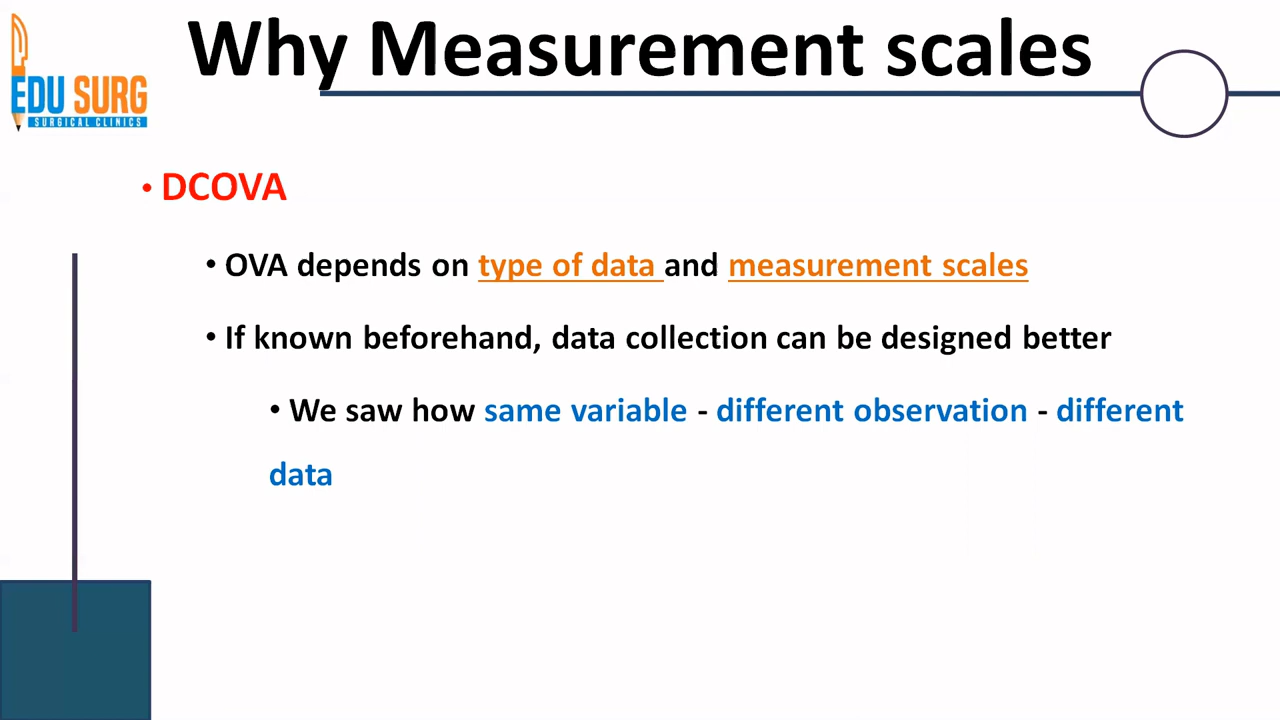 Why Measurement scales
EDU SURG
SURGICAL CLINICS
• DCOVA
• OVA depends on type of data and measurement scales
• If known beforehand, data collection can be designed better
• We saw how same variable - different observation - different
data